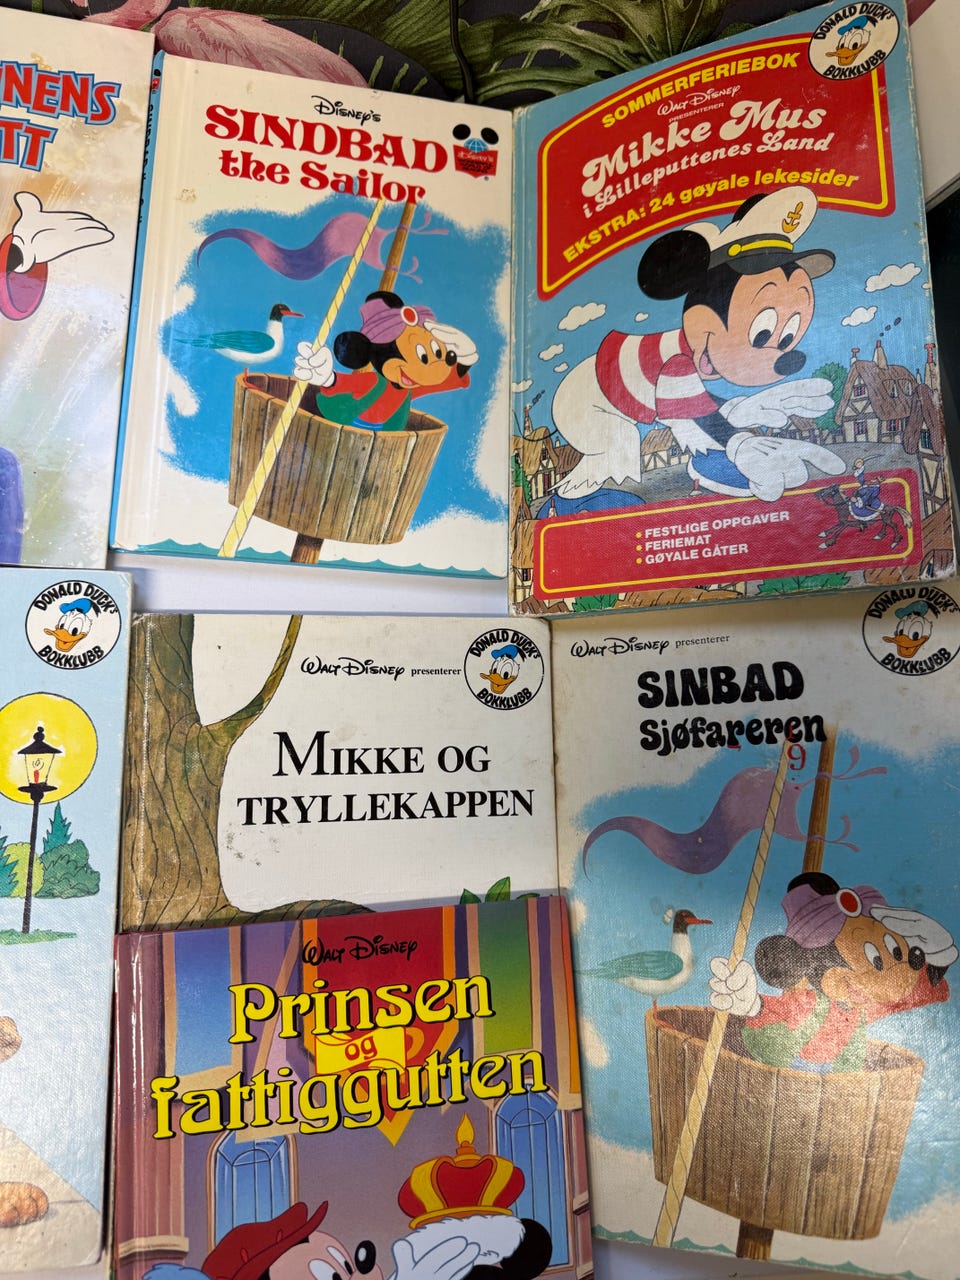 NENS
TT
DISNEY'S
SINDBAD
the Sailor
DONALD DUCK'S
BOKKLUBB
SOMMERFERIEBOK
WALT DISNEY
PRESENTERER
Mikke Mus
i Lilleputtenes Land
EKSTRA: 24 gøyale lekesider
• FESTLIGE OPPGAVER
• FERIEMAT
• GØYALE GÅTER
DONALD DUCK'S
BOKKLUBB
WALT DISNEY presenterer
DONALD DUCK'S
BOKKLUBB
MIKKE OG
TRYLLEKAPPEN
WALT DISNEY presenterer
DONALD DUCK'S
BOKKLUBB
SINBAD
Sjøfareren
9
WALT DISNEY
Prinsen
og
fattiggutten